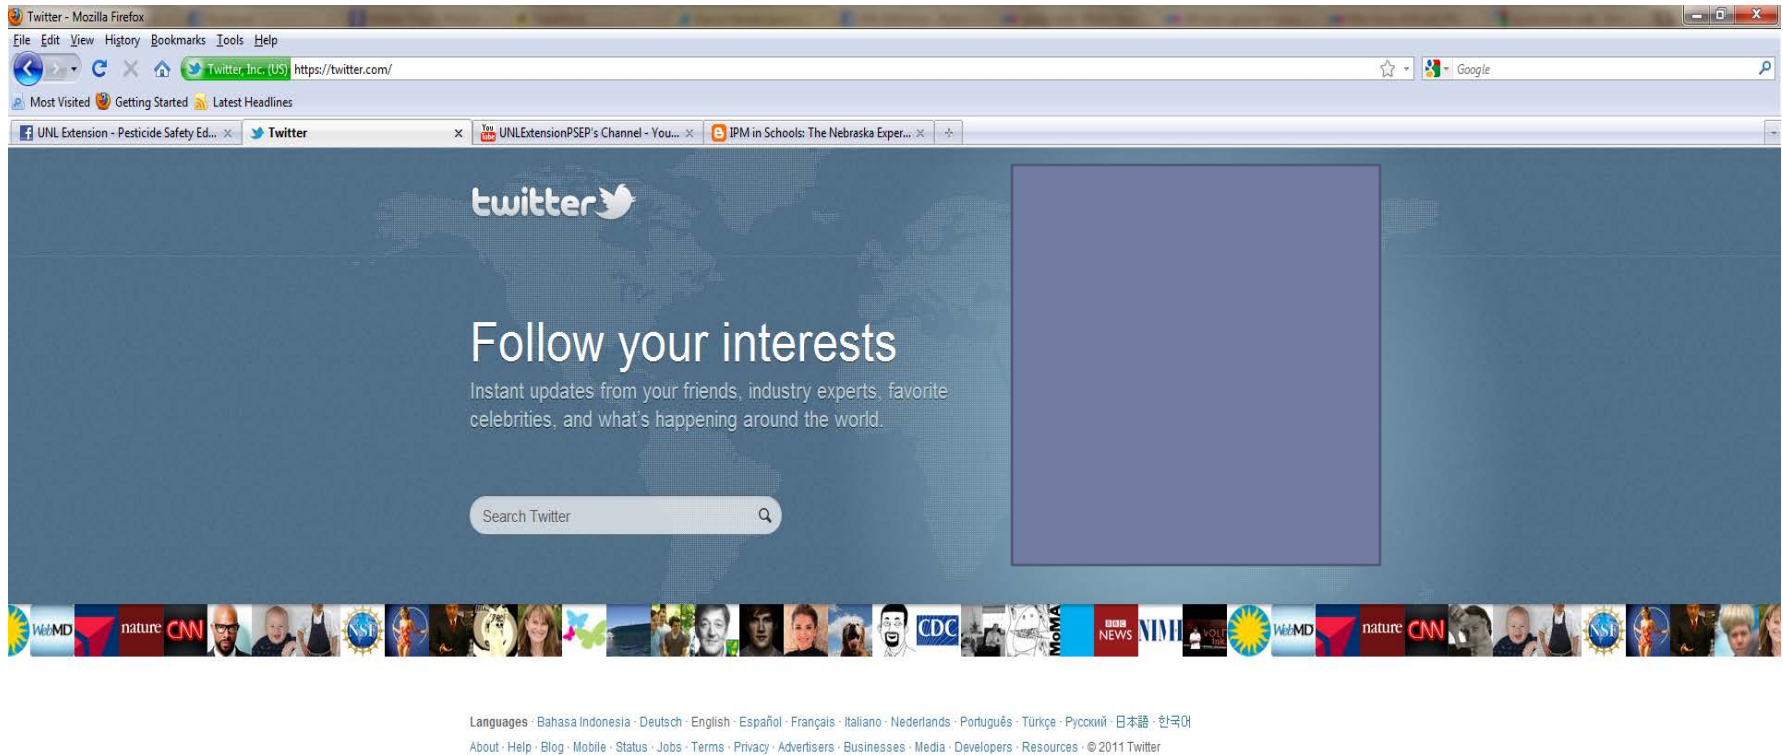 Twitter - Mozilla Firefox
File Edit View History Bookmarks Tools Help
Twitter, Inc. (US) https://twitter.com/
Google
Most Visited Getting Started Latest Headlines
UNL Extension - Pesticide Safety Ed... Twitter UNLExtensionPSEP's Channel - You... IPM in Schools: The Nebraska Exper...
twitter
Follow your interests
Instant updates from your friends, industry experts, favorite
celebrities, and what's happening around the world.
Search Twitter
WebMD nature CNN NSF CDC MoMA BBC NEWS NIMH WebMD nature CNN NSF
Languages · Bahasa Indonesia · Deutsch · English · Español · Français · Italiano · Nederlands · Português · Türkçe · Русский · 日本語 · 한국어
About · Help · Blog · Mobile · Status · Jobs · Terms · Privacy · Advertisers · Businesses · Media · Developers · Resources · © 2011 Twitter